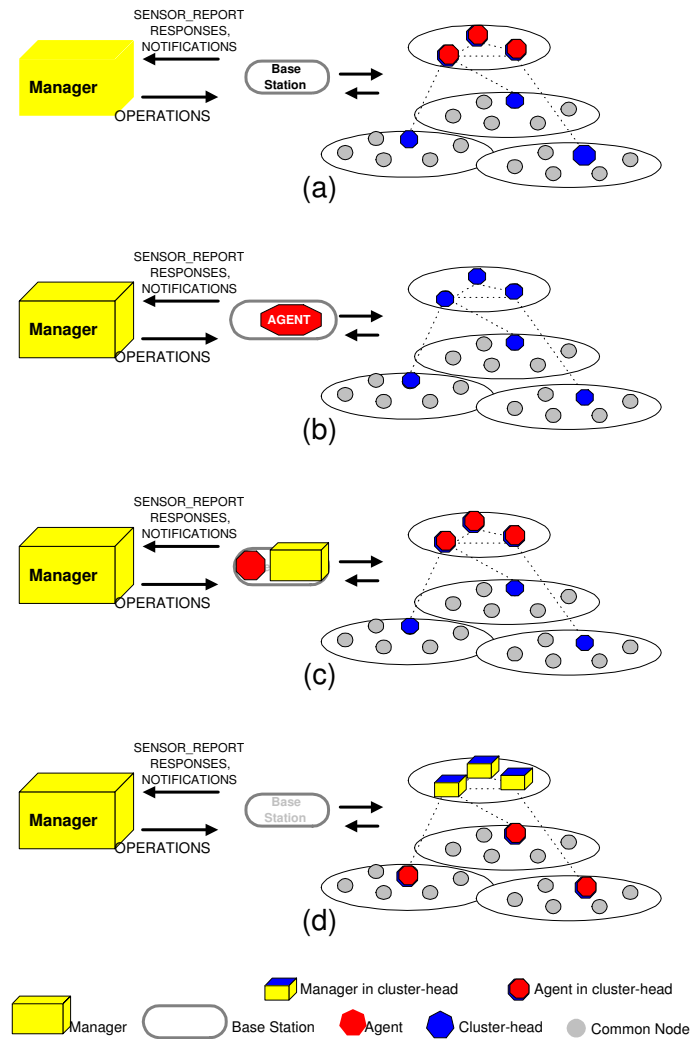 SENSOR_REPORT
RESPONSES,
NOTIFICATIONS
Manager
Base
Station
OPERATIONS
(a)
SENSOR_REPORT
RESPONSES,
NOTIFICATIONS
Manager
AGENT
OPERATIONS
(b)
SENSOR_REPORT
RESPONSES,
NOTIFICATIONS
Manager
OPERATIONS
(c)
SENSOR_REPORT
RESPONSES,
NOTIFICATIONS
Manager
Base
Station
OPERATIONS
(d)
Manager in cluster-head
Agent in cluster-head
Manager
Base Station
Agent
Cluster-head
Common Node